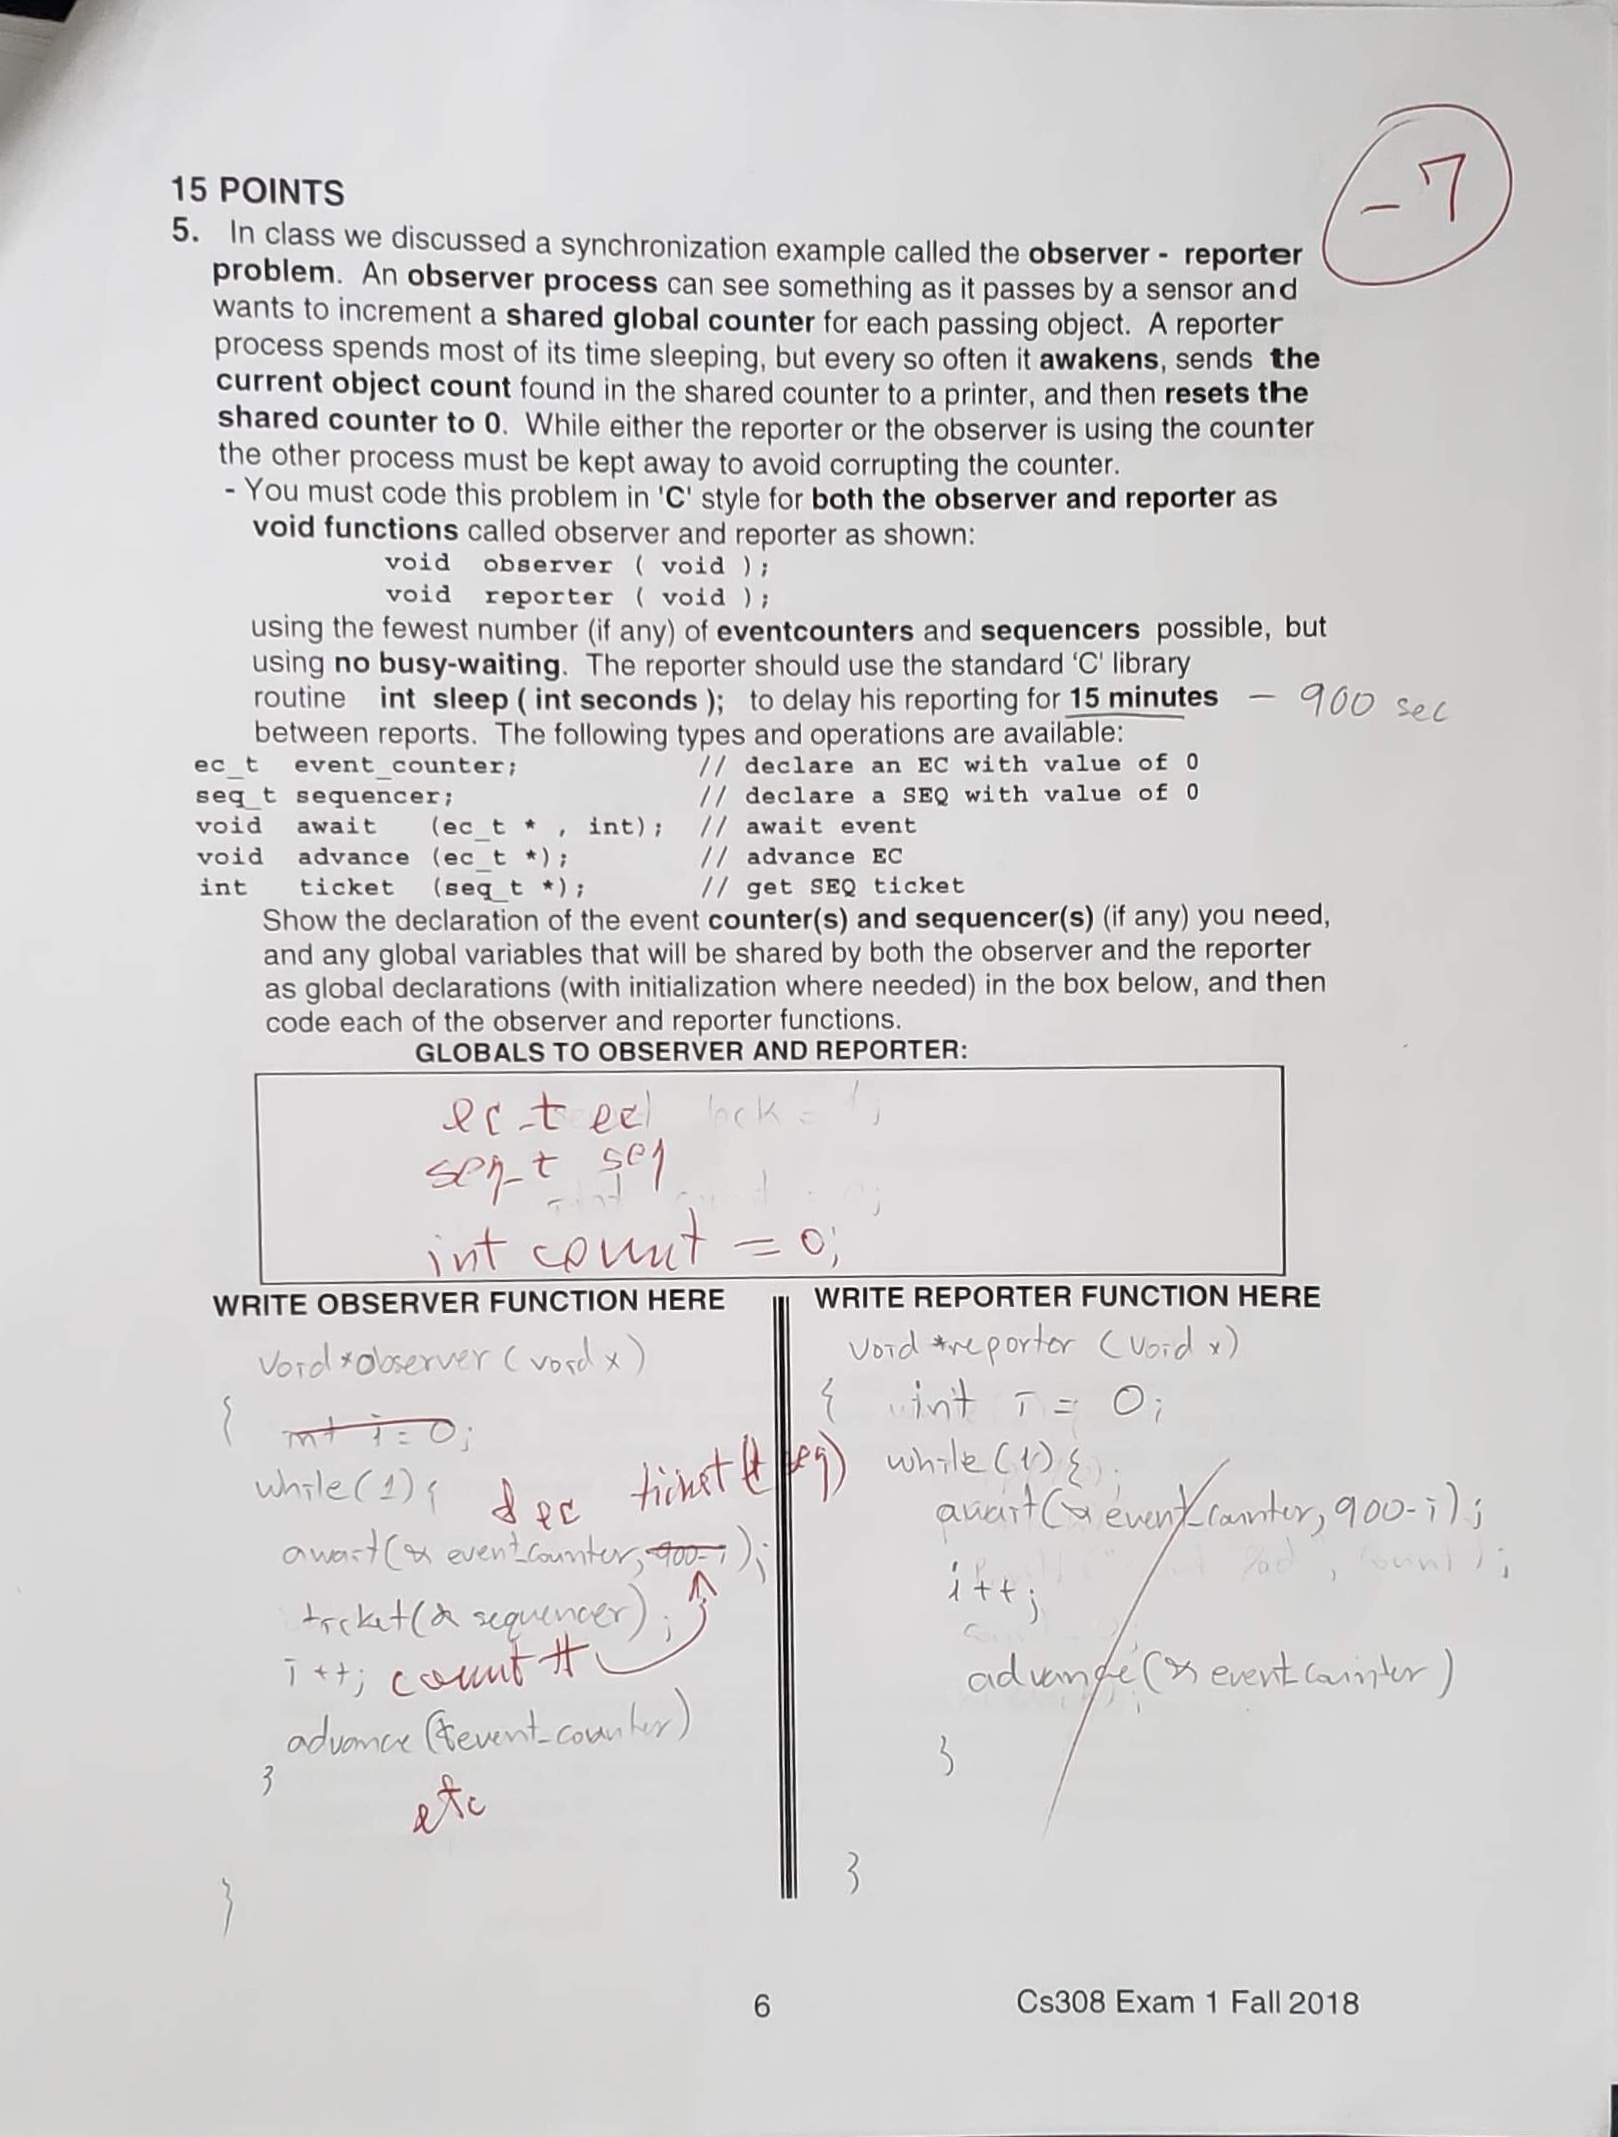 -7
15 POINTS
5. In class we discussed a synchronization example called the observer - reporter
problem. An observer process can see something as it passes by a sensor and
wants to increment a shared global counter for each passing object. A reporter
process spends most of its time sleeping, but every so often it awakens, sends the
current object count found in the shared counter to a printer, and then resets the
shared counter to 0. While either the reporter or the observer is using the counter
the other process must be kept away to avoid corrupting the counter.
- You must code this problem in 'C' style for both the observer and reporter as
void functions called observer and reporter as shown:
void observer ( void );
void reporter ( void );
using the fewest number (if any) of eventcounters and sequencers possible, but
using no busy-waiting. The reporter should use the standard 'C' library
routine int sleep ( int seconds ); to delay his reporting for 15 minutes - 900 sec
between reports. The following types and operations are available:
ec_t event_counter; // declare an EC with value of 0
seq_t sequencer; // declare a SEQ with value of 0
void await (ec_t * , int); // await event
void advance (ec_t *); // advance EC
int ticket (seq_t *); // get SEQ ticket
Show the declaration of the event counter(s) and sequencer(s) (if any) you need,
and any global variables that will be shared by both the observer and the reporter
as global declarations (with initialization where needed) in the box below, and then
code each of the observer and reporter functions.
GLOBALS TO OBSERVER AND REPORTER:
ec_t ec
seq_t seq
int count = 0;
WRITE OBSERVER FUNCTION HERE
void *observer (void x)
{ int i = 0;
while(1) {
&ec ticket(& seq)
await(& event_counter, 900-i);
ticket(& sequencer);
i++; count ++
advance (&event_counter)
}
etc
}
WRITE REPORTER FUNCTION HERE
void *reporter (void x)
{ int i = 0;
while(1) {
await(& event_counter, 900-i);
i++;
advance(& event_counter)
}
}
6 Cs308 Exam 1 Fall 2018